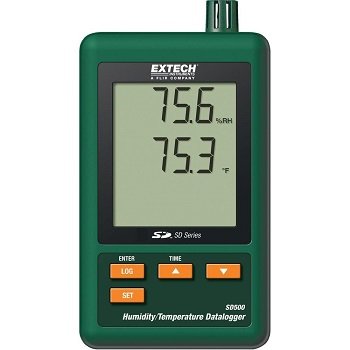 EXTECH
INSTRUMENTS
A FLIR COMPANY
75.6 %RH
75.3 °F
SD SD Series
ENTER TIME
LOG ▲ ▼
SET
SD500
Humidity/Temperature Datalogger